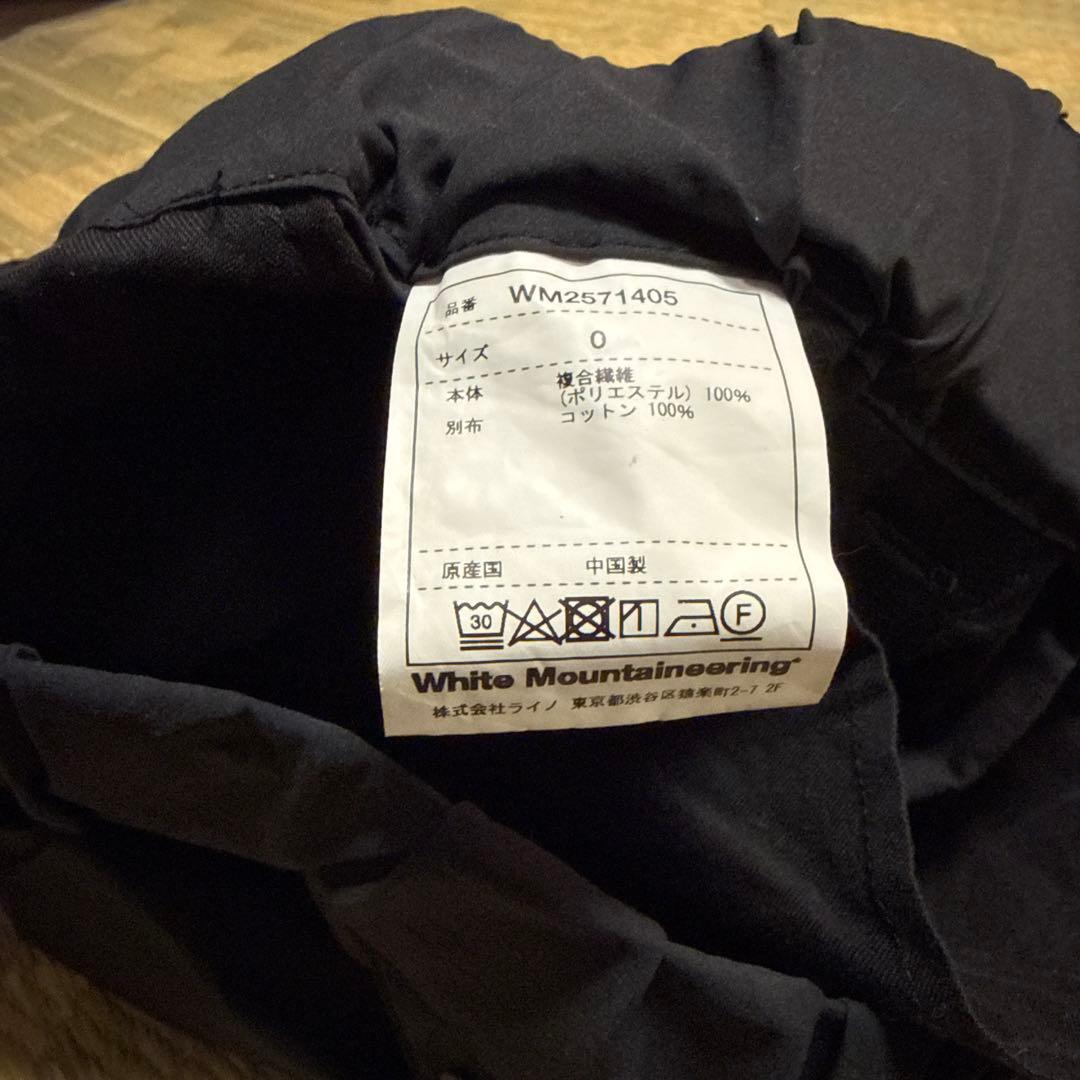 品番 WM2571405
サイズ 0
本体 複合繊維
(ポリエステル) 100%
別布 コットン 100%
原産国 中国製
30 F
White Mountaineering®
株式会社ライノ 東京都渋谷区猿楽町2-7 2F